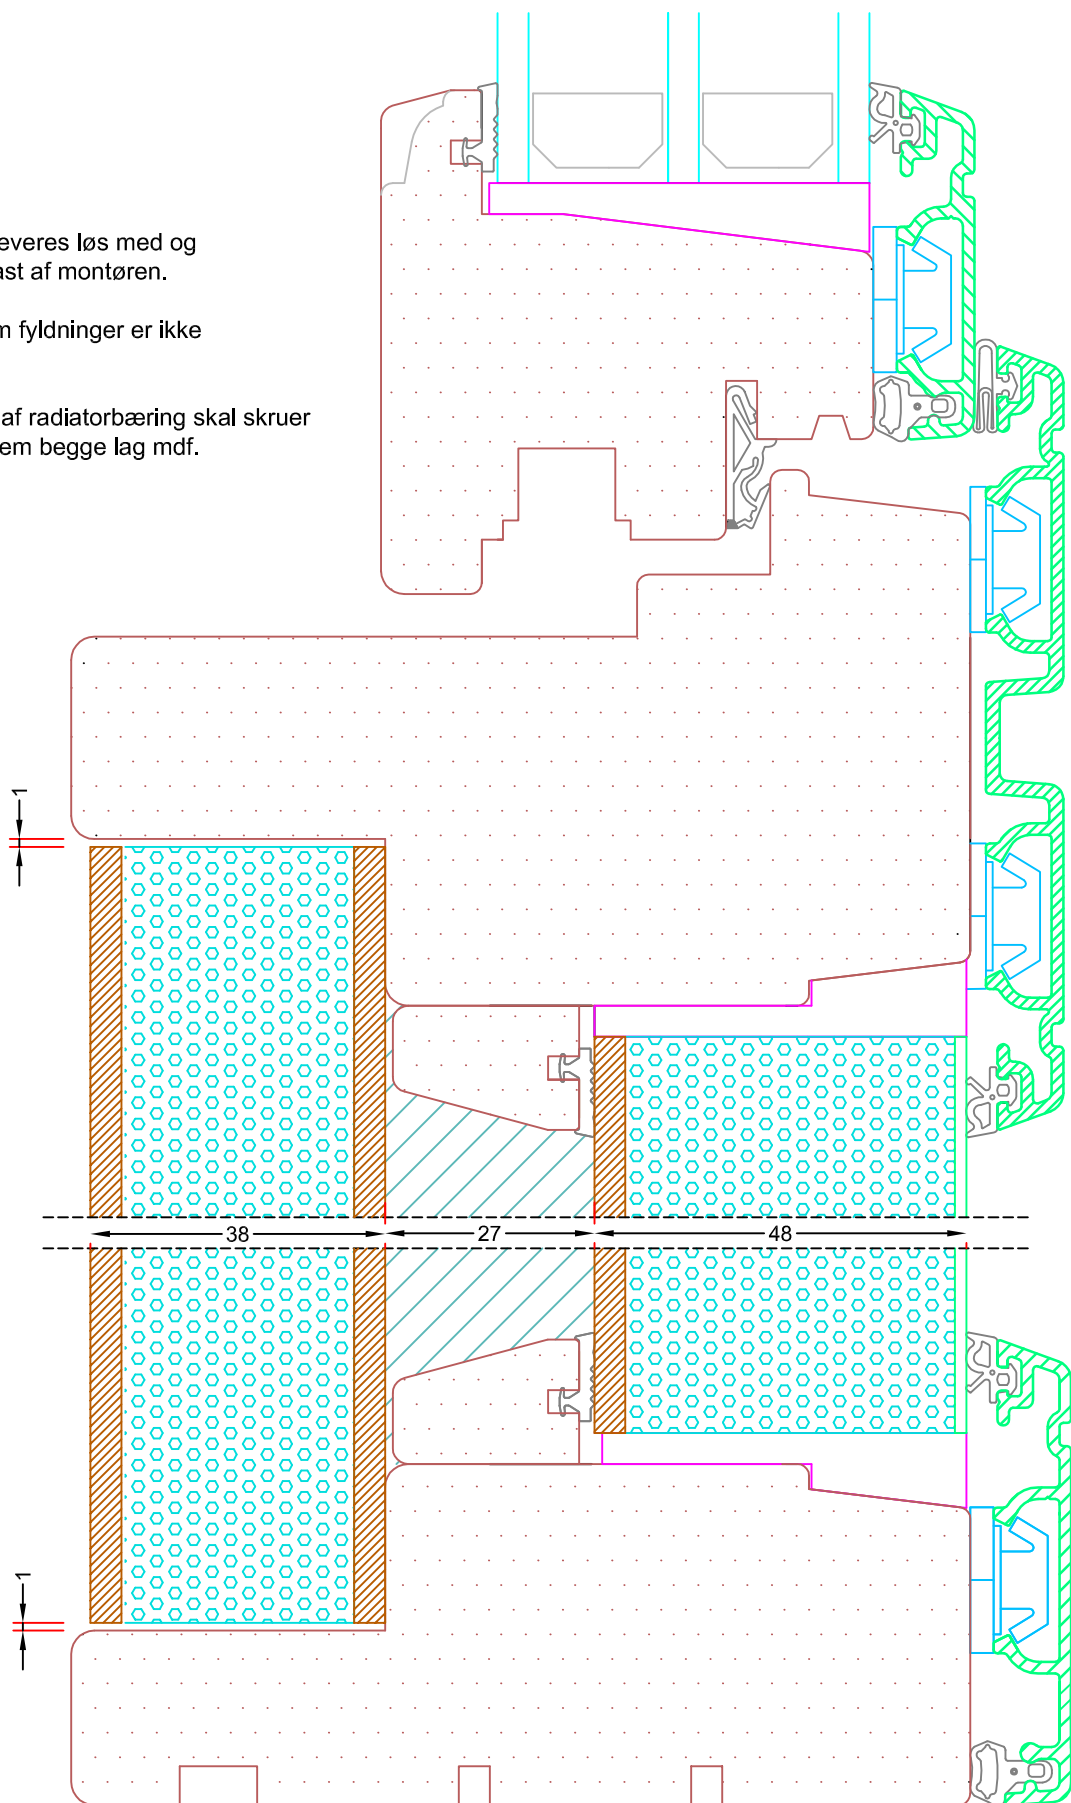 everes løs med og
ast af montøren.
n fyldninger er ikke
af radiatorbæring skal skruer
em begge lag mdf.
1
38
27
48
1